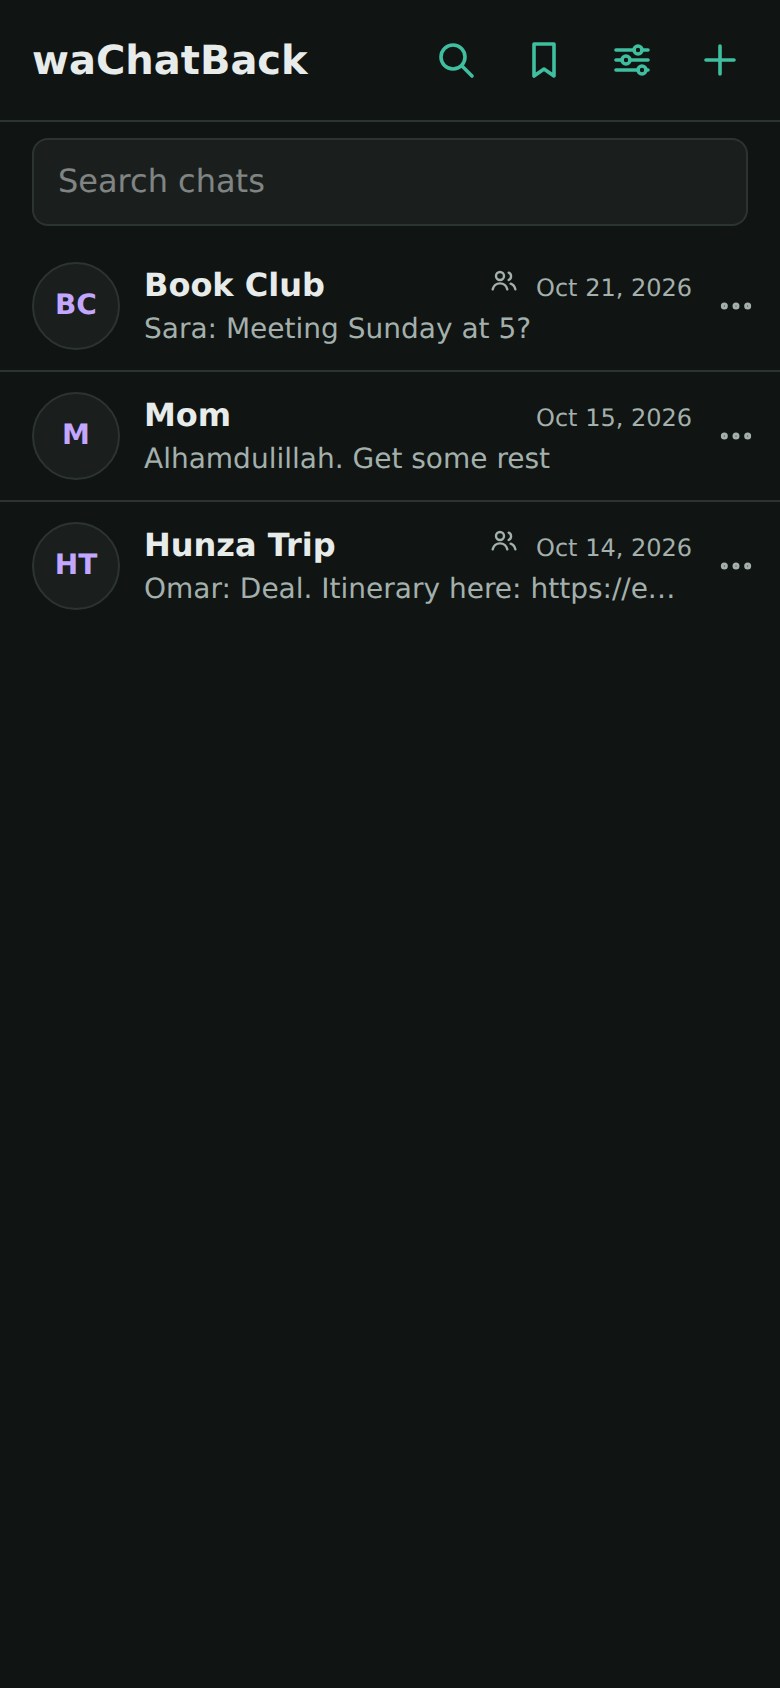 waChatBack
Search chats
BC
Book Club
Oct 21, 2026
Sara: Meeting Sunday at 5?
M
Mom
Oct 15, 2026
Alhamdulillah. Get some rest
HT
Hunza Trip
Oct 14, 2026
Omar: Deal. Itinerary here: https://e...